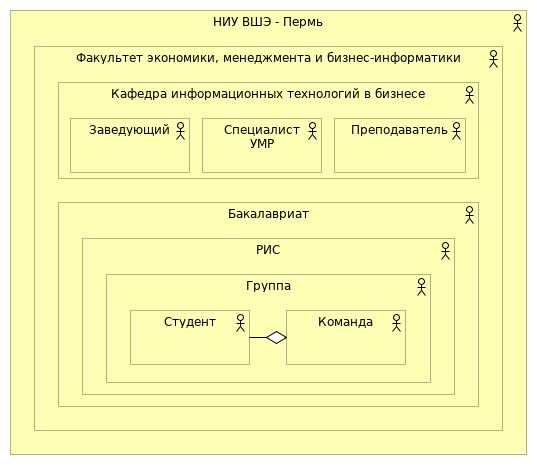 НИУ ВШЭ - Пермь
Факультет экономики, менеджмента и бизнес-информатики
Кафедра информационных технологий в бизнесе
Заведующий
Специалист
УМР
Преподаватель
Бакалавриат
РИС
Группа
Студент
Команда